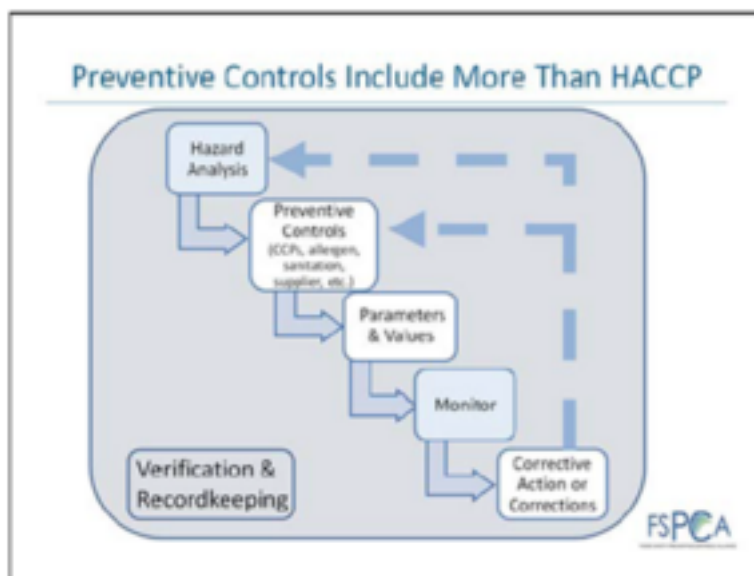 Preventive Controls Include More Than HACCP
Hazard
Analysis
Preventive
Controls
(CCPs, allergen,
sanitation,
supplier, etc.)
Parameters
& Values
Monitor
Corrective
Action or
Corrections
Verification &
Recordkeeping
FSPCA